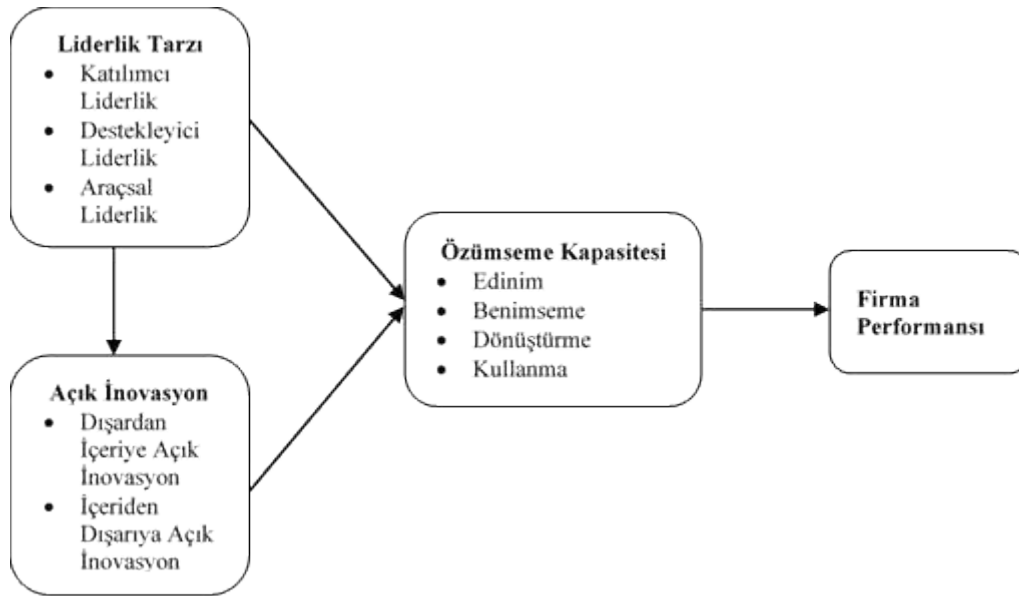 Liderlik Tarzı
• Katılımcı
Liderlik
• Destekleyici
Liderlik
• Araçsal
Liderlik
Açık İnovasyon
• Dışardan
İçeriye Açık
İnovasyon
• İçeriden
Dışarıya Açık
İnovasyon
Özümseme Kapasitesi
• Edinim
• Benimseme
• Dönüştürme
• Kullanma
Firma
Performansı